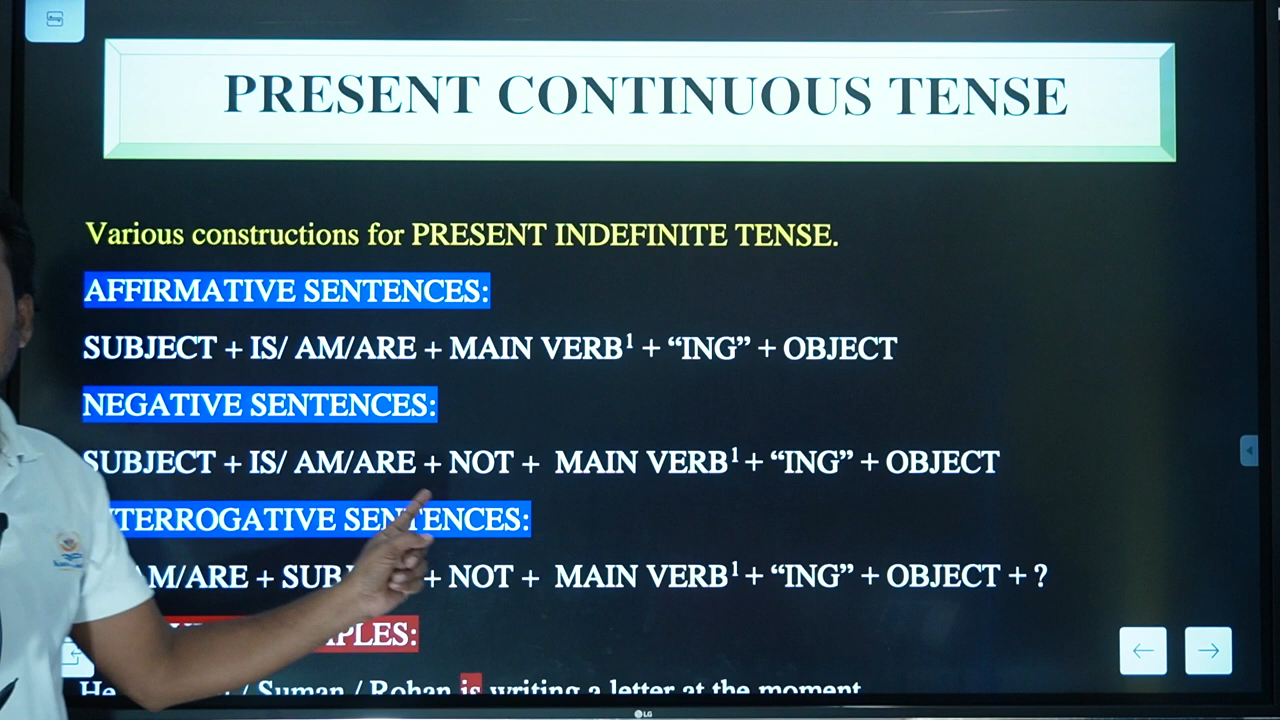 PRESENT CONTINUOUS TENSE
Various constructions for PRESENT INDEFINITE TENSE.
AFFIRMATIVE SENTENCES:
SUBJECT + IS/ AM/ARE + MAIN VERB¹ + “ING” + OBJECT
NEGATIVE SENTENCES:
SUBJECT + IS/ AM/ARE + NOT + MAIN VERB¹ + “ING” + OBJECT
TERROGATIVE SENTENCES:
AM/ARE + SUB + NOT + MAIN VERB¹ + “ING” + OBJECT + ?
PLES:
He / Suman / Rohan is writing a letter at the moment
LG